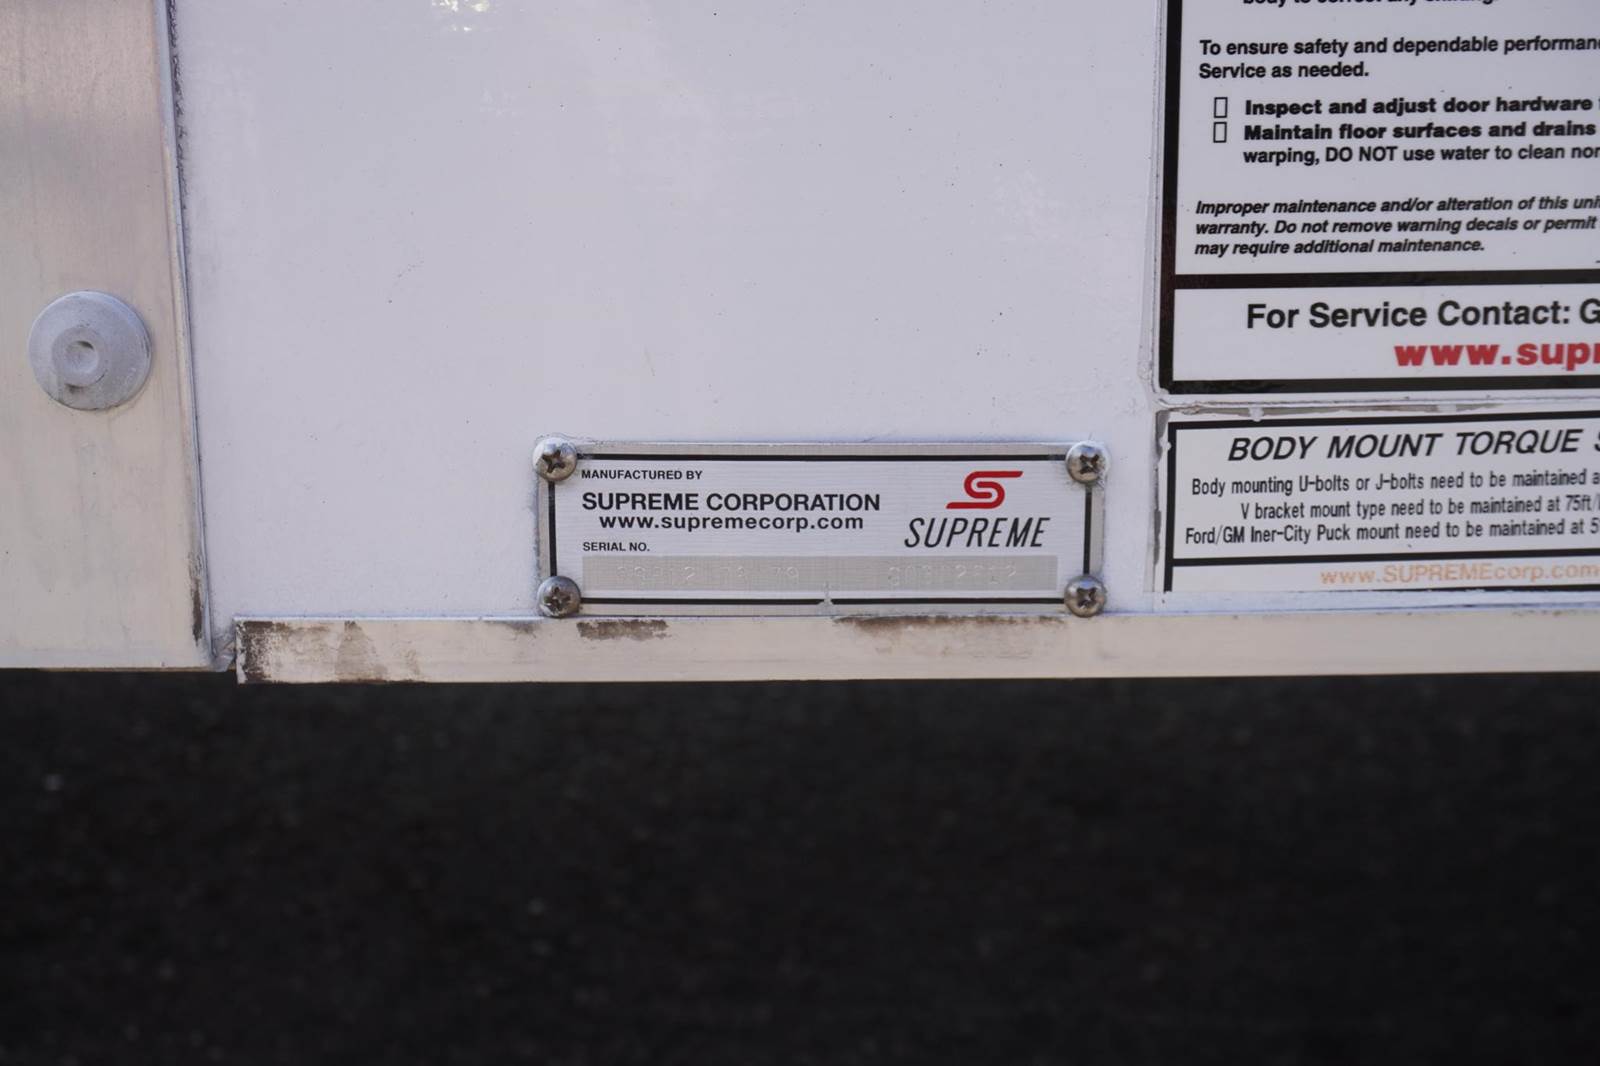 To ensure safety and dependable
Service as needed.
Inspect and adjust door hardware
Maintain floor surfaces and drains
warping, DO NOT use water to clean
Improper maintenance and/or alteration of this
warranty. Do not remove warning decals or permit
may require additional maintenance.
For Service Contact: G
www.sup
MANUFACTURED BY
SUPREME CORPORATION
www.supremecorp.com
SERIAL NO.
SUPREME
BODY MOUNT TORQUE S
Body mounting U-bolts or J-bolts need to be maintained
V bracket mount type need to be maintained at 75ft/
Ford/GM Iner-City Puck mount need to be maintained at 5
www.SUPREMEcorp.com